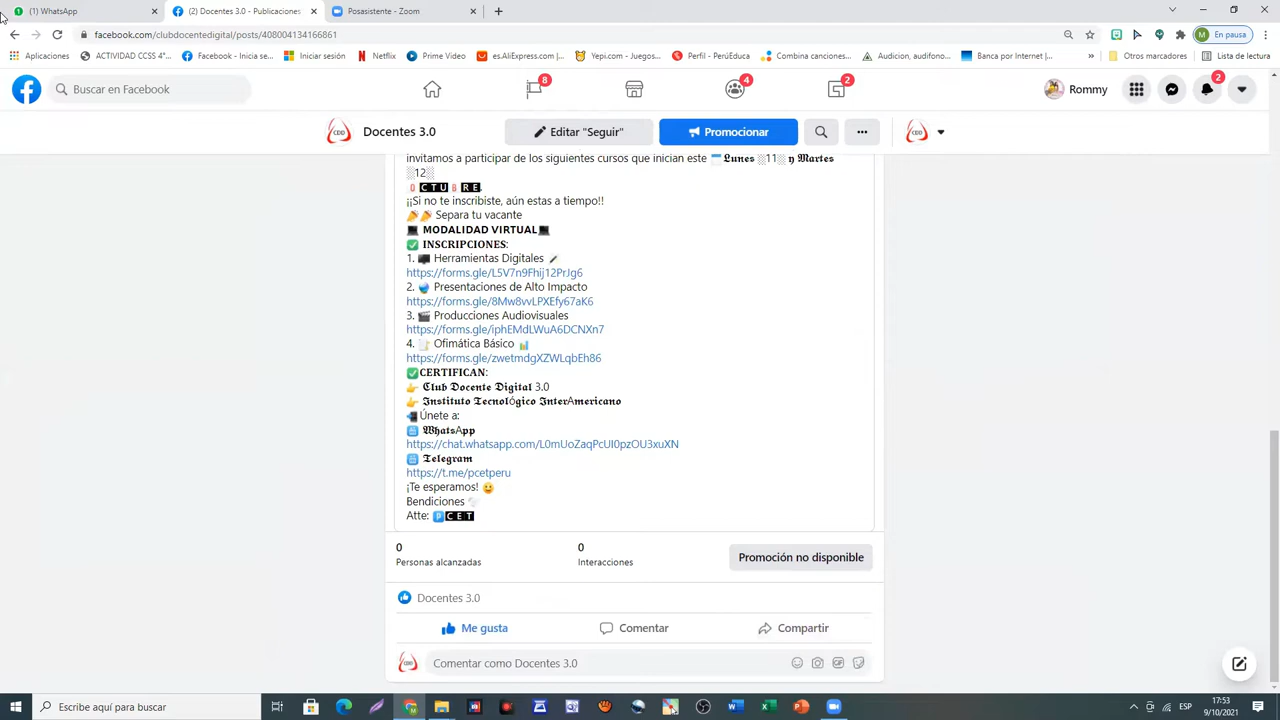 (1) WhatsApp
(2) Docentes 3.0 - Publicaciones
Posasistente - Zoom
facebook.com/clubdocentedigital/posts/408004134166861
M En pausa
Aplicaciones
ACTIVIDAD CCSS 4°...
Facebook - Inicia se...
Iniciar sesión
Netflix
Prime Video
es.AliExpress.com...
Yepi.com - Juegos...
Perfil - PerúEduca
Combina canciones...
Audicion, audifono...
Banca por Internet |...
»
Otros marcadores
Lista de lectura
Buscar en Facebook
8
4
2
Rommy
2
Docentes 3.0
Editar "Seguir"
Promocionar
CDD
invitamos a participar de los siguientes cursos que inician este 🗓️ 𝕷𝖚𝖓𝖊𝖘 ░11░ 𝖞 𝕸𝖆𝖗𝖙𝖊𝖘
░12░
🅾 🅲🆃🆄 🅱 🆁🅴.
¡¡Si no te inscribiste, aún estas a tiempo!!
🎉🎉 Separa tu vacante
💻 MODALIDAD VIRTUAL💻
✅ INSCRIPCIONES:
1. 🖥️ Herramientas Digitales 🖋️
https://forms.gle/L5V7n9Fhij12PrJg6
2. 🔮 Presentaciones de Alto Impacto
https://forms.gle/8Mw8vvLPXEfy67aK6
3. 🎬 Producciones Audiovisuales
https://forms.gle/iphEMdLWuA6DCNXn7
4. 📝 Ofimática Básico 📊
https://forms.gle/zwetmdgXZWLqbEh86
✅CERTIFICAN:
👉 𝕮𝖑𝖚𝖇 𝕯𝖔𝖈𝖊𝖓𝖙𝖊 𝕯𝖎𝖌𝖎𝖙𝖆𝖑 3.0
👉 𝕴𝖓𝖘𝖙𝖎𝖙𝖚𝖙𝖔 𝕿𝖊𝖈𝖓𝖔𝖑ó𝖌𝖎𝖈𝖔 𝕴𝖓𝖙𝖊𝖗A𝖒𝖊𝖗𝖎𝖈𝖆𝖓𝖔
📲Únete a:
𝖂𝖍𝖆𝖙𝖘A𝖕𝖕
https://chat.whatsapp.com/L0mUoZaqPcUI0pzOU3xuXN
𝕿𝖊𝖑𝖊𝖌𝖗𝖆𝖒
https://t.me/pcetperu
¡Te esperamos! 😃
Bendiciones 🕊️
Atte: 🅿🅲🅴🆃
0
Personas alcanzadas
0
Interacciones
Promoción no disponible
Docentes 3.0
Me gusta
Comentar
Compartir
Comentar como Docentes 3.0
Escribe aquí para buscar
ESP
17:53
9/10/2021